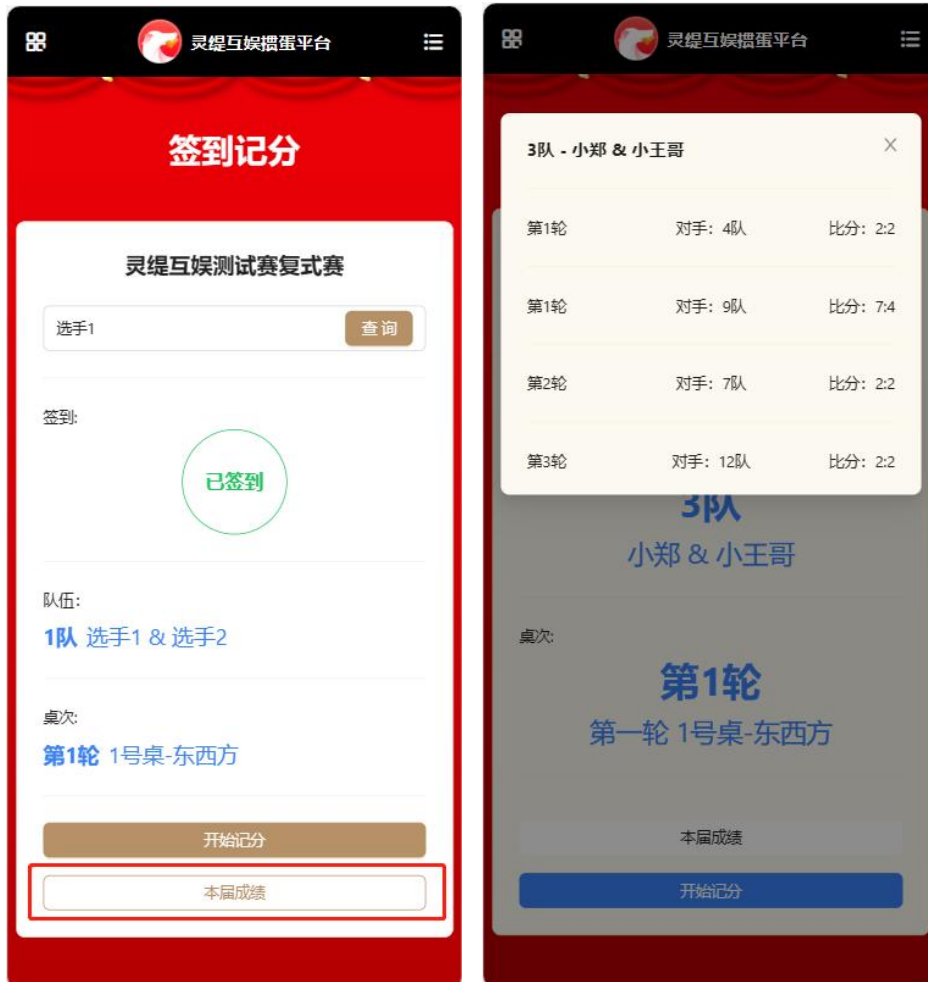 灵缇互娱掼蛋平台
签到记分
灵缇互娱测试赛复式赛
选手1 查询
签到:
已签到
队伍:
1队 选手1 & 选手2
桌次:
第1轮 1号桌-东西方
开始记分
本届成绩
灵缇互娱掼蛋平台
3队 - 小郑 & 小王哥
第1轮 对手：4队 比分：2:2
第1轮 对手：9队 比分：7:4
第2轮 对手：7队 比分：2:2
第3轮 对手：12队 比分：2:2
3队
小郑 & 小王哥
桌次:
第1轮
第一轮 1号桌-东西方
本届成绩
开始记分